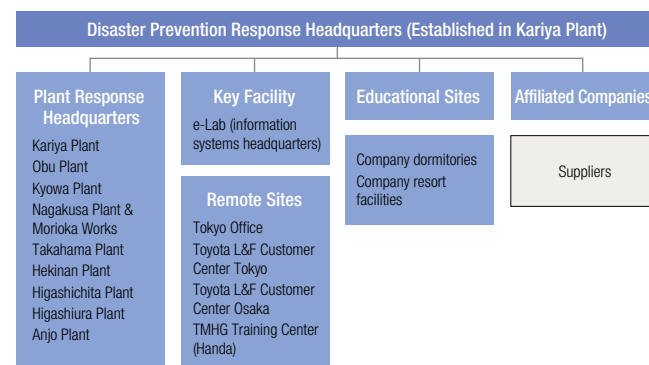 Disaster Prevention Response Headquarters (Established in Kariya Plant)
Plant Response
Headquarters
Kariya Plant
Obu Plant
Kyowa Plant
Nagakusa Plant &
Morioka Works
Takahama Plant
Hekinan Plant
Higashichita Plant
Higashiura Plant
Anjo Plant
Key Facility
e-Lab (information
systems headquarters)
Remote Sites
Tokyo Office
Toyota L&F Customer
Center Tokyo
Toyota L&F Customer
Center Osaka
TMHG Training Center
(Handa)
Educational Sites
Company dormitories
Company resort
facilities
Affiliated Companies
Suppliers